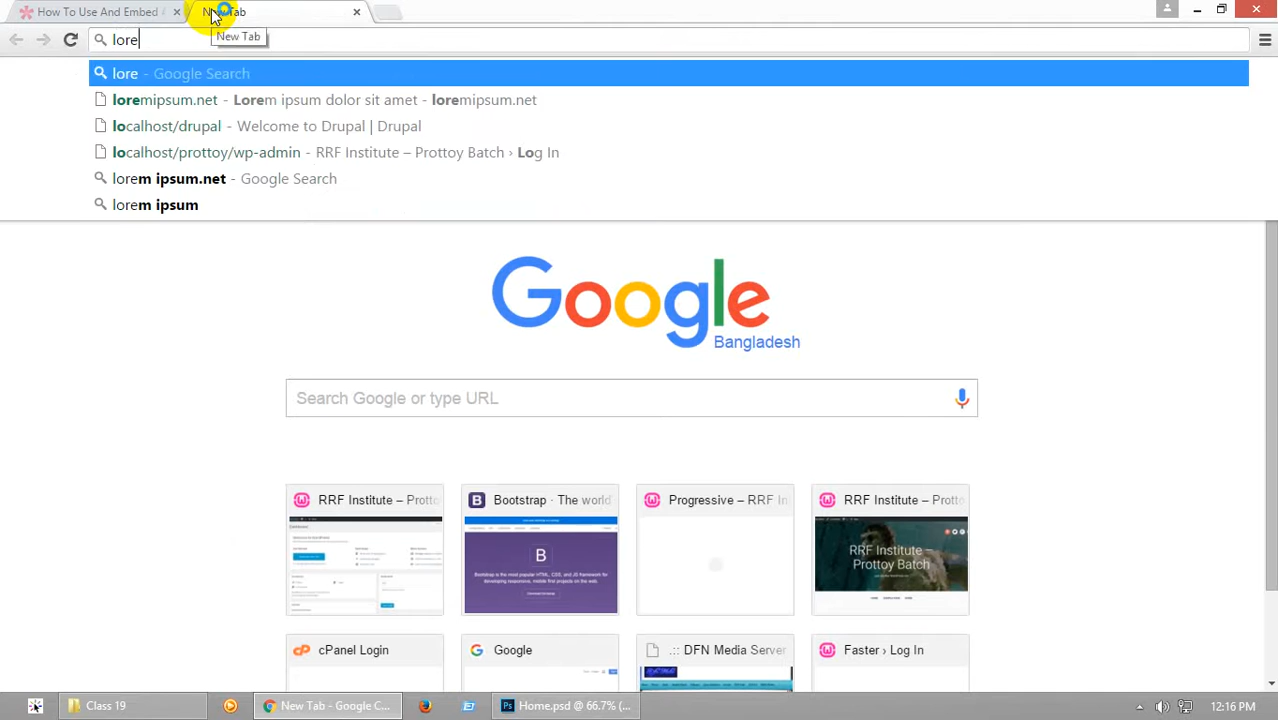 How To Use And Embed
New Tab
lore
New Tab
lore - Google Search
loremipsum.net - Lorem ipsum dolor sit amet - loremipsum.net
localhost/drupal - Welcome to Drupal | Drupal
localhost/prottoy/wp-admin - RRF Institute – Prottoy Batch › Log In
lorem ipsum.net - Google Search
lorem ipsum
Google
Bangladesh
Search Google or type URL
RRF Institute – Protto
Bootstrap · The world'
Progressive – RRF In
RRF Institute – Protto
B
RRF Institute
Prottoy Batch
cPanel Login
Google
.:: DFN Media Server
Faster › Log In
Class 19
New Tab - Google C...
Home.psd @ 66.7% (...
12:16 PM